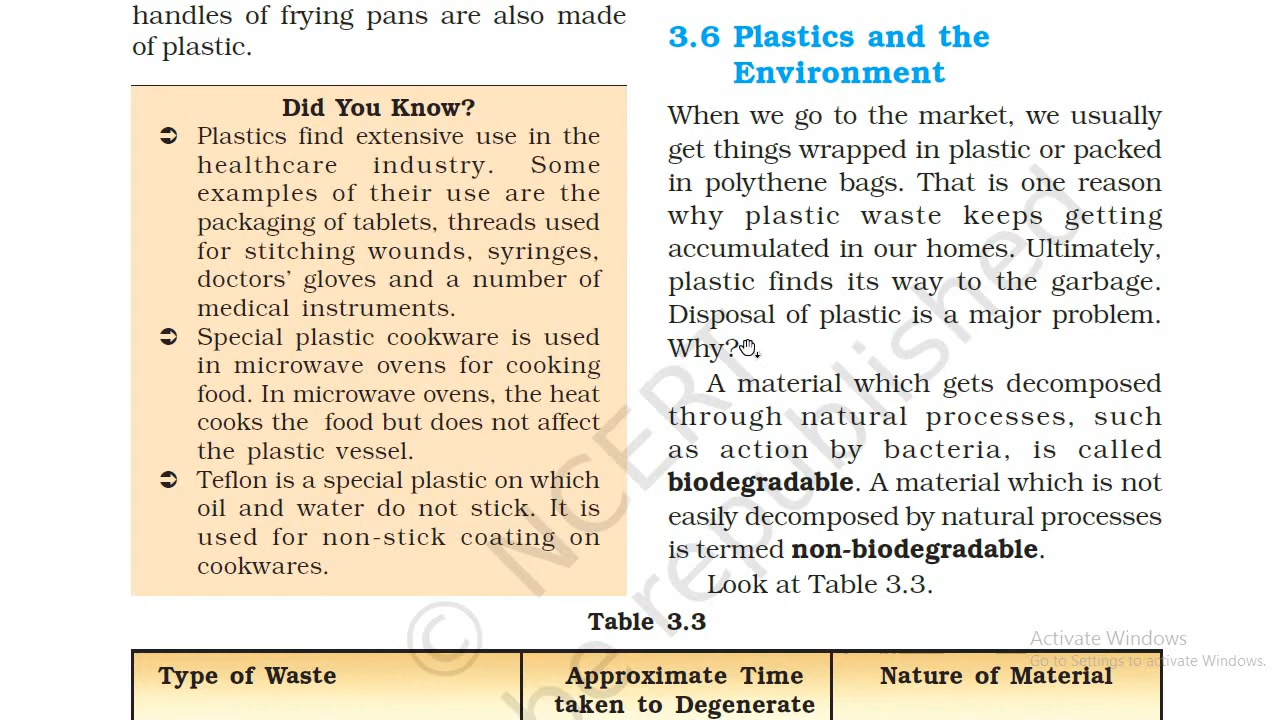 handles of frying pans are also made
of plastic.
Did You Know?
➲ Plastics find extensive use in the
healthcare industry. Some
examples of their use are the
packaging of tablets, threads used
for stitching wounds, syringes,
doctors’ gloves and a number of
medical instruments.
➲ Special plastic cookware is used
in microwave ovens for cooking
food. In microwave ovens, the heat
cooks the food but does not affect
the plastic vessel.
➲ Teflon is a special plastic on which
oil and water do not stick. It is
used for non-stick coating on
cookwares.
3.6 Plastics and the
Environment
When we go to the market, we usually
get things wrapped in plastic or packed
in polythene bags. That is one reason
why plastic waste keeps getting
accumulated in our homes. Ultimately,
plastic finds its way to the garbage.
Disposal of plastic is a major problem.
Why?
A material which gets decomposed
through natural processes, such
as action by bacteria, is called
biodegradable. A material which is not
easily decomposed by natural processes
is termed non-biodegradable.
Look at Table 3.3.
Table 3.3
Type of Waste
Approximate Time
taken to Degenerate
Nature of Material
© NCERT
be republished
Activate Windows
Go to Settings to activate Windows.